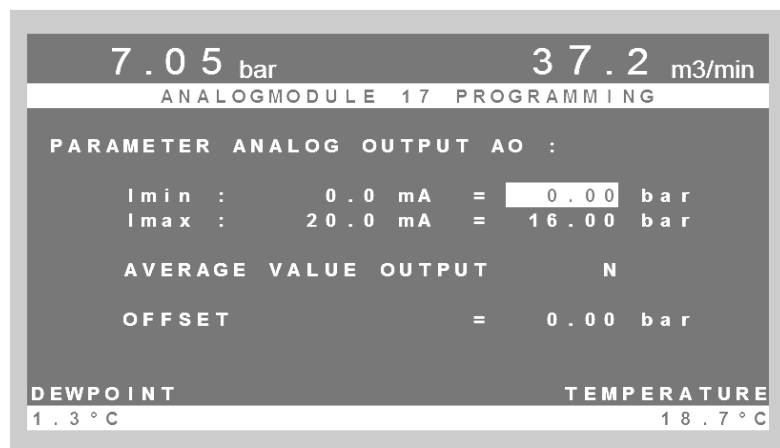 7.05 bar 37.2 m3/min
ANALOGMODULE 17 PROGRAMMING
PARAMETER ANALOG OUTPUT AO :
Imin : 0.0 mA = 0.00 bar
Imax : 20.0 mA = 16.00 bar
AVERAGE VALUE OUTPUT N
OFFSET = 0.00 bar
DEWPOINT TEMPERATURE
1.3°C 18.7°C